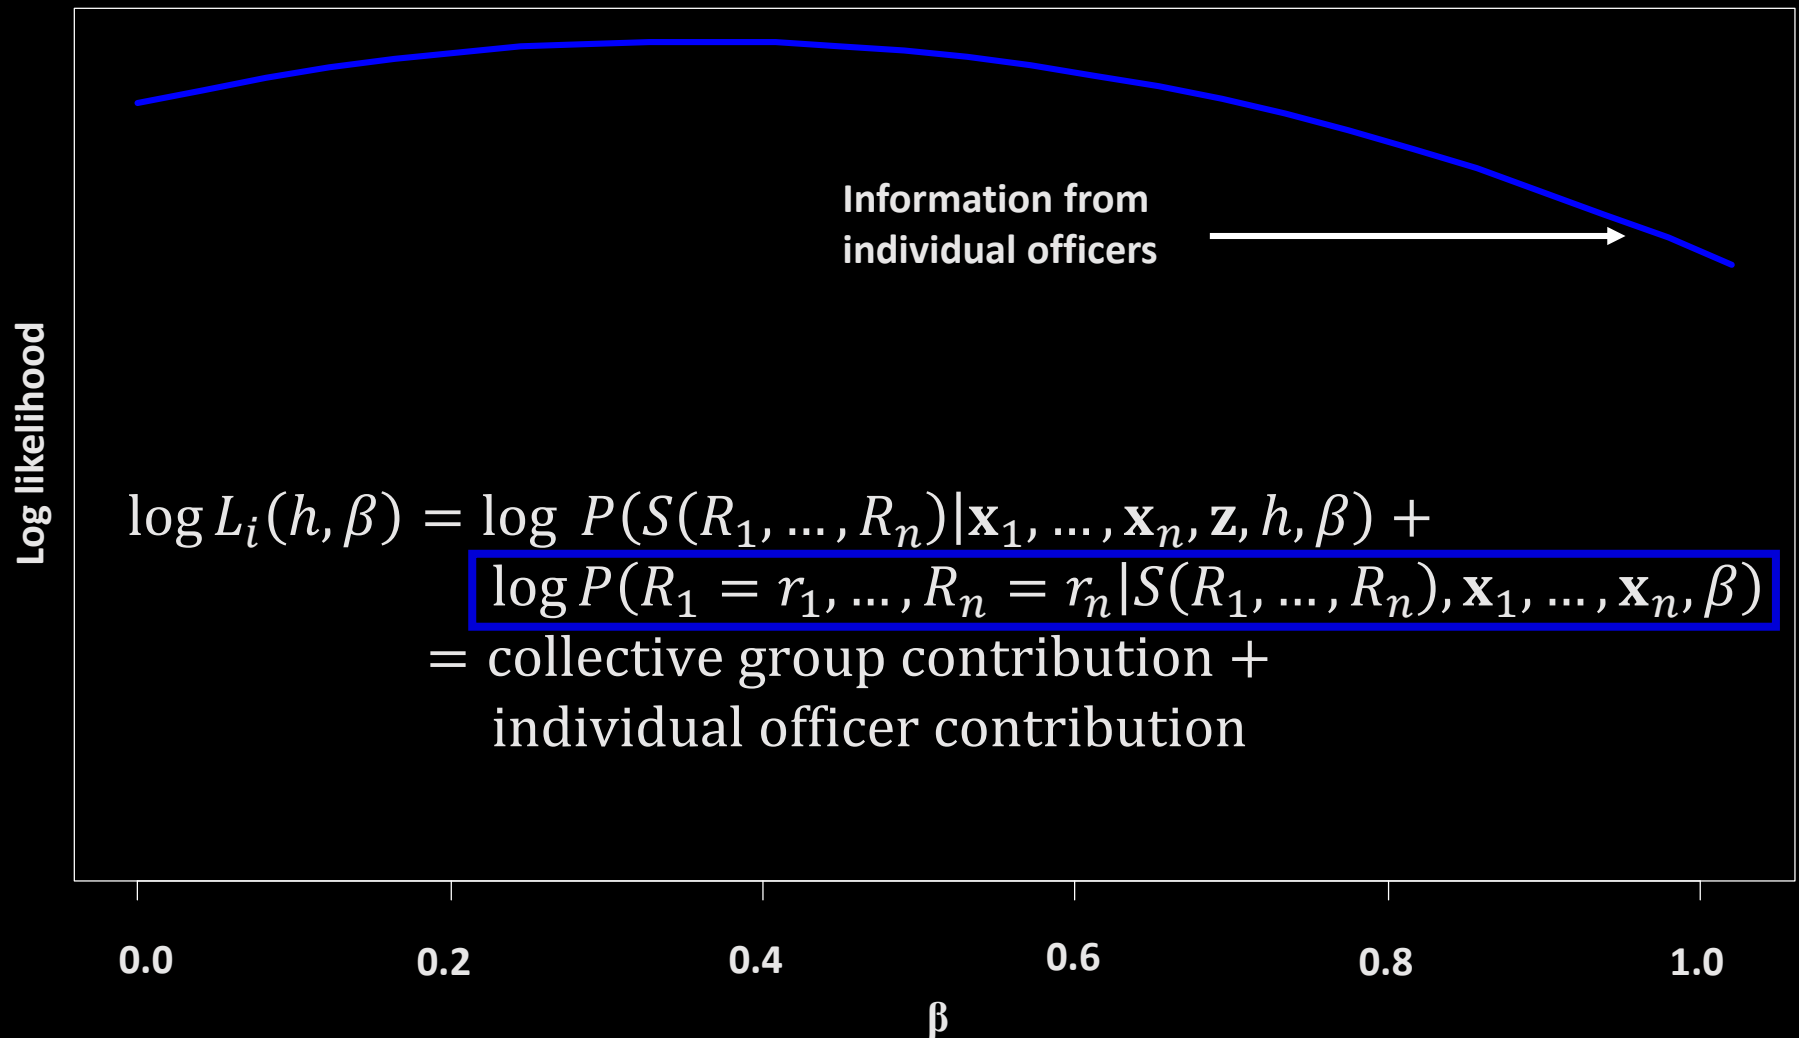 Information from
individual officers
Log likelihood
log L_i(h, β) = log P(S(R_1, …, R_n)|𝐱_1, …, 𝐱_n, 𝐳, h, β) +
log P(R_1 = r_1, …, R_n = r_n|S(R_1, …, R_n), 𝐱_1, …, 𝐱_n, β)
= collective group contribution +
individual officer contribution
0.0 0.2 0.4 0.6 0.8 1.0
β